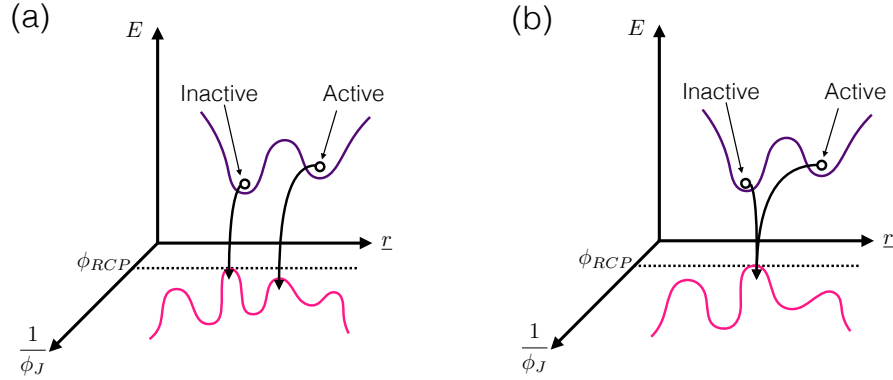 (a)
E
Inactive
Active
r
ϕ_RCP
1/ϕ_J
(b)
E
Inactive
Active
r
ϕ_RCP
1/ϕ_J